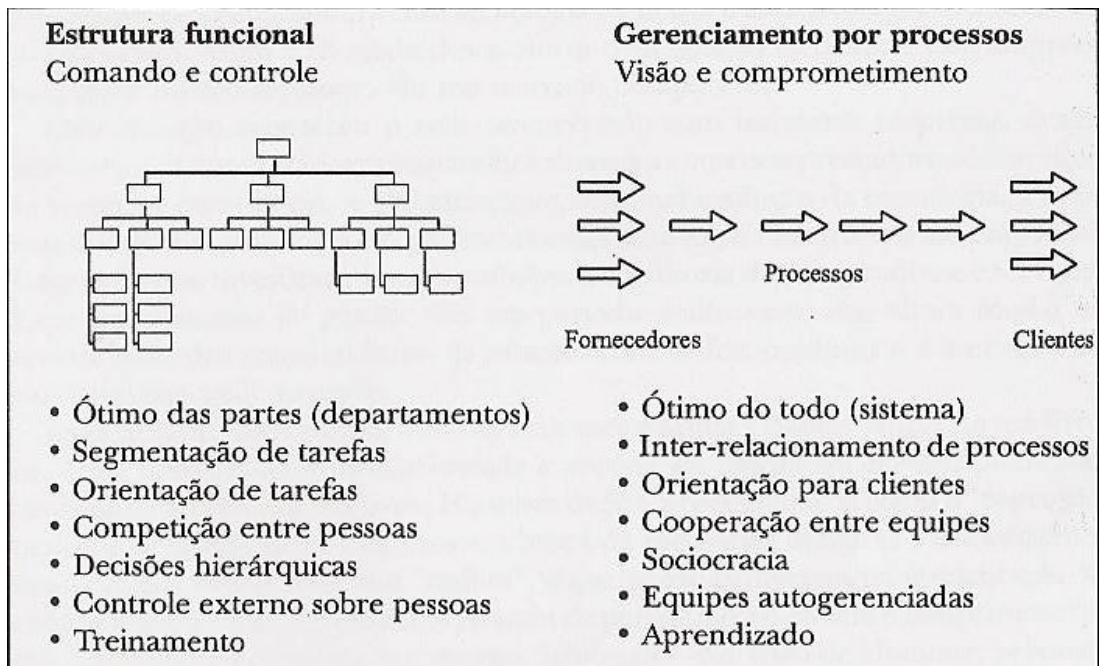 Estrutura funcional
Comando e controle
Ótimo das partes (departamentos)
Segmentação de tarefas
Orientação de tarefas
Competição entre pessoas
Decisões hierárquicas
Controle externo sobre pessoas
Treinamento
Gerenciamento por processos
Visão e comprometimento
Processos
Fornecedores
Clientes
Ótimo do todo (sistema)
Inter-relacionamento de processos
Orientação para clientes
Cooperação entre equipes
Sociocracia
Equipes autogerenciadas
Aprendizado